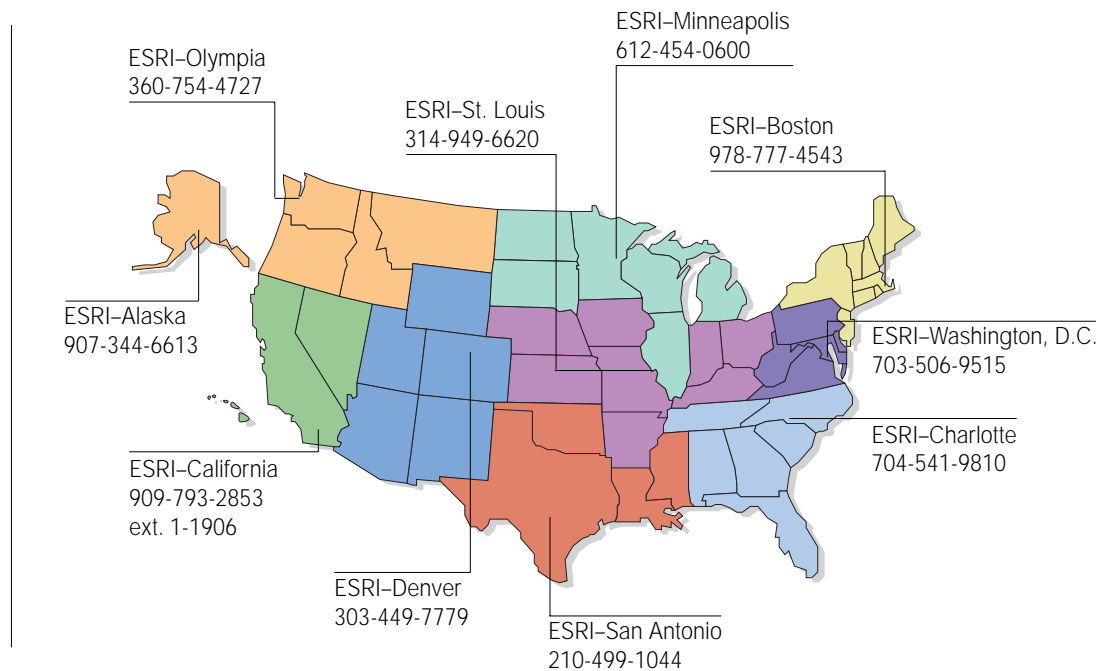 ESRI–Minneapolis
612-454-0600
ESRI–Olympia
360-754-4727
ESRI–St. Louis
314-949-6620
ESRI–Boston
978-777-4543
ESRI–Alaska
907-344-6613
ESRI–Washington, D.C.
703-506-9515
ESRI–Charlotte
704-541-9810
ESRI–California
909-793-2853
ext. 1-1906
ESRI–Denver
303-449-7779
ESRI–San Antonio
210-499-1044